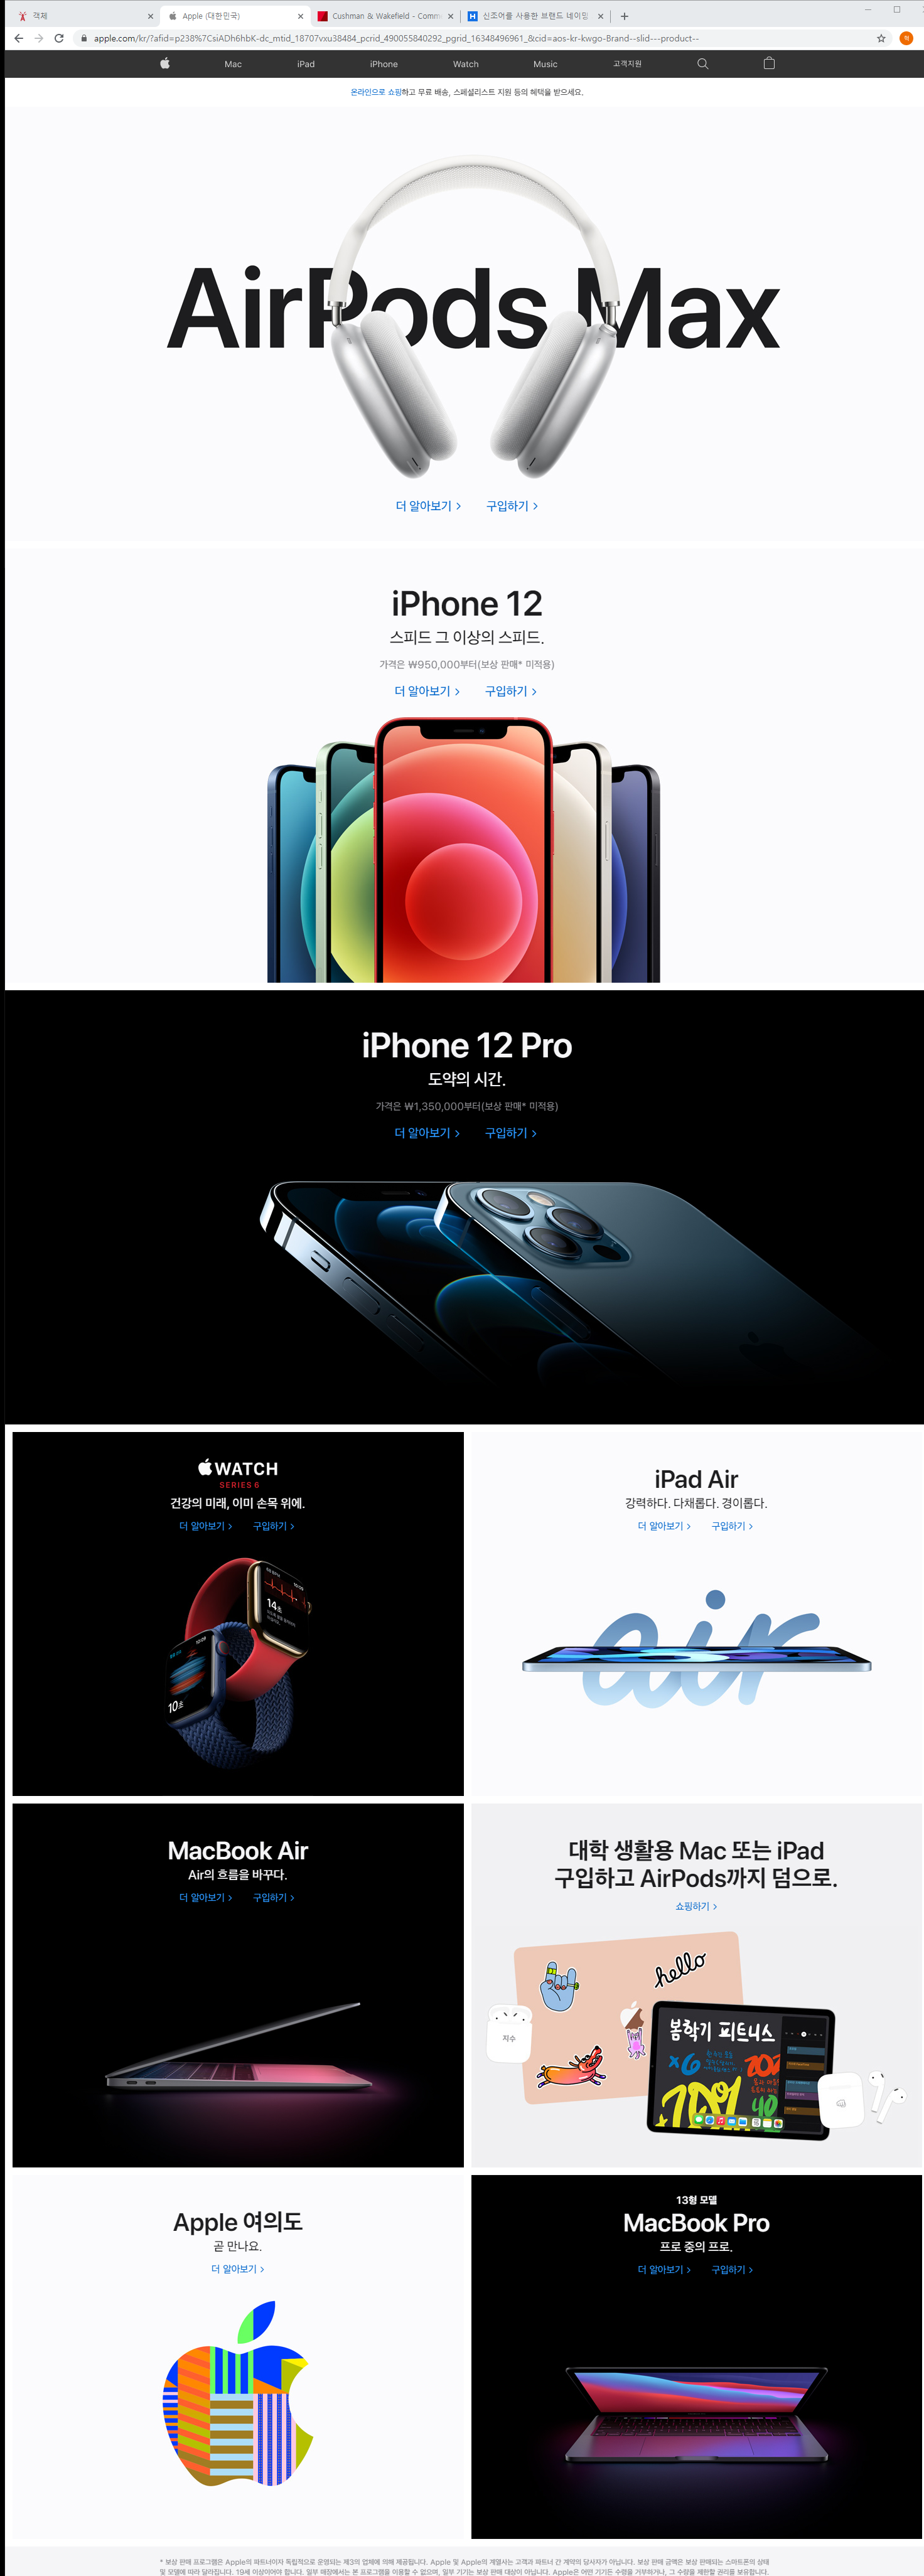 객체
Apple (대한민국)
Cushman & Wakefield - Comm
신조어를 사용한 브랜드 네이밍
apple.com/kr/?afid=p238%7CsiADh6hbK-dc_mtid_18707vxu38484_pcrid_490055840292_pgrid_16348496961_&cid=aos-kr-kwgo-Brand--slid---product--
Mac iPad iPhone Watch Music 고객지원
온라인으로 쇼핑하고 무료 배송, 스페셜리스트 지원 등의 혜택을 받으세요.
AirPods Max
더 알아보기 > 구입하기 >
iPhone 12
스피드 그 이상의 스피드.
가격은 ₩950,000부터(보상 판매* 미적용)
더 알아보기 > 구입하기 >
iPhone 12 Pro
도약의 시간.
가격은 ₩1,350,000부터(보상 판매* 미적용)
더 알아보기 > 구입하기 >
WATCH
SERIES 6
건강의 미래, 이미 손목 위에.
더 알아보기 > 구입하기 >
10:09
14초
10:09
10초
iPad Air
강력하다. 다채롭다. 경이롭다.
더 알아보기 > 구입하기 >
air
MacBook Air
Air의 흐름을 바꾸다.
더 알아보기 > 구입하기 >
대학 생활용 Mac 또는 iPad
구입하고 AirPods까지 덤으로.
쇼핑하기 >
hello
지수
봄학기 피트니스
x6
40
Apple 여의도
곧 만나요.
더 알아보기 >
13형 모델
MacBook Pro
프로 중의 프로.
더 알아보기 > 구입하기 >
* 보상 판매 프로그램은 Apple의 파트너이자 독립적으로 운영되는 제3의 업체에 의해 제공됩니다. Apple 및 Apple의 계열사는 고객과 파트너 간 계약의 당사자가 아닙니다. 보상 판매 금액은 보상 판매되는 스마트폰의 상태
및 모델에 따라 달라집니다. 19세 이상이어야 합니다. 일부 매장에서는 본 프로그램을 이용할 수 없으며, 일부 기기는 보상 판매 대상이 아닙니다. Apple은 어떤 기기든 수령을 거부하거나, 그 수량을 제한할 권리를 보유합니다.